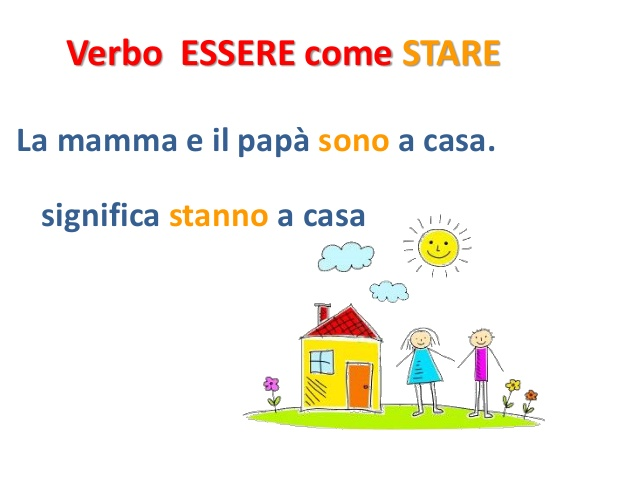 Verbo ESSERE come STARE
La mamma e il papà sono a casa.
significa stanno a casa